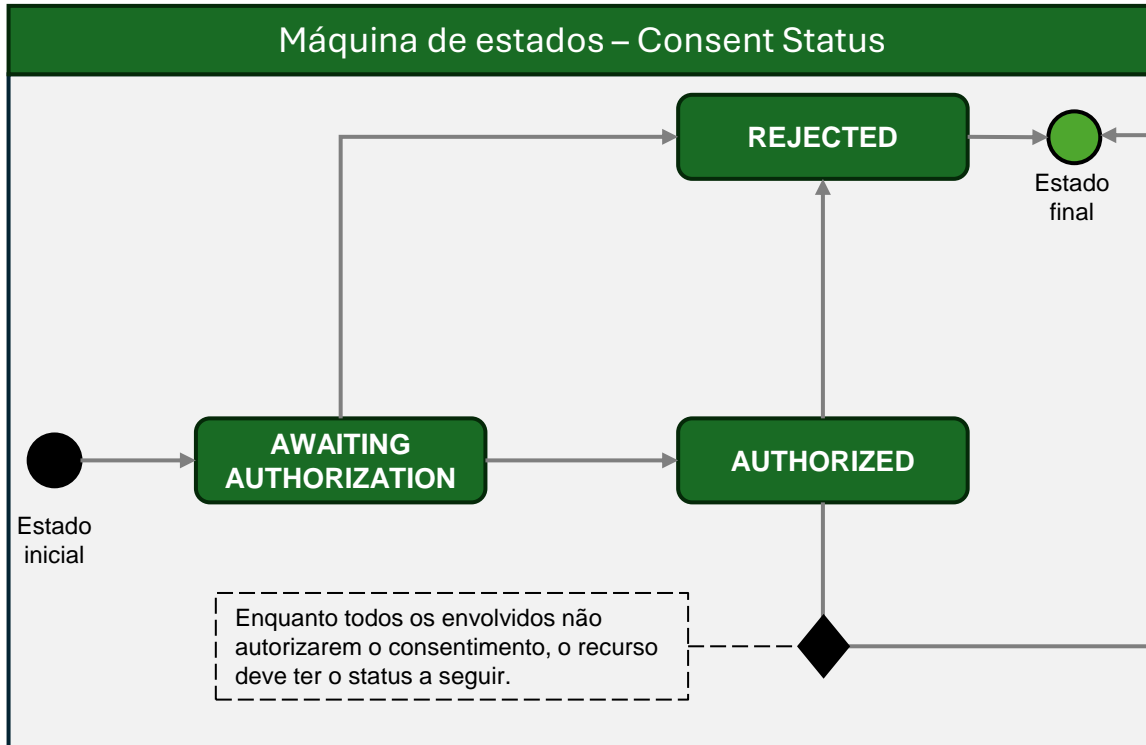 Máquina de estados – Consent Status
REJECTED
Estado
final
AWAITING
AUTHORIZATION
AUTHORIZED
Estado
inicial
Enquanto todos os envolvidos não
autorizarem o consentimento, o recurso
deve ter o status a seguir.